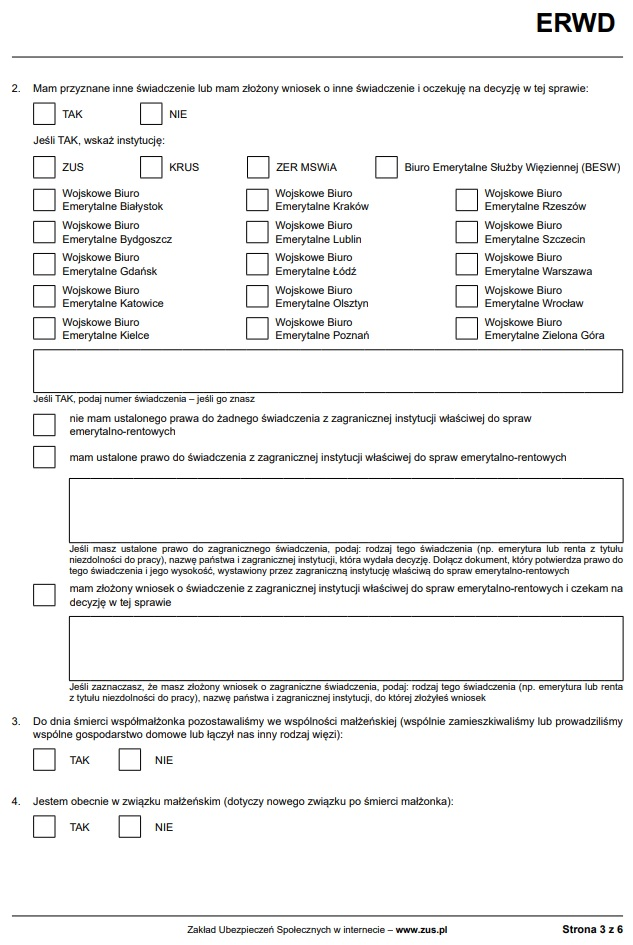 ERWD
2. Mam przyznane inne świadczenie lub mam złożony wniosek o inne świadczenie i oczekuję na decyzję w tej sprawie:
TAK NIE
Jeśli TAK, wskaż instytucję:
ZUS KRUS ZER MSWiA Biuro Emerytalne Służby Więziennej (BESW)
Wojskowe Biuro Wojskowe Biuro Wojskowe Biuro
Emerytalne Białystok Emerytalne Kraków Emerytalne Rzeszów
Wojskowe Biuro Wojskowe Biuro Wojskowe Biuro
Emerytalne Bydgoszcz Emerytalne Lublin Emerytalne Szczecin
Wojskowe Biuro Wojskowe Biuro Wojskowe Biuro
Emerytalne Gdańsk Emerytalne Łódź Emerytalne Warszawa
Wojskowe Biuro Wojskowe Biuro Wojskowe Biuro
Emerytalne Katowice Emerytalne Olsztyn Emerytalne Wrocław
Wojskowe Biuro Wojskowe Biuro Wojskowe Biuro
Emerytalne Kielce Emerytalne Poznań Emerytalne Zielona Góra
Jeśli TAK, podaj numer świadczenia – jeśli go znasz
nie mam ustalonego prawa do żadnego świadczenia z zagranicznej instytucji właściwej do spraw
emerytalno-rentowych
mam ustalone prawo do świadczenia z zagranicznej instytucji właściwej do spraw emerytalno-rentowych
Jeśli masz ustalone prawo do zagranicznego świadczenia, podaj: rodzaj tego świadczenia (np. emerytura lub renta z tytułu
niezdolności do pracy), nazwę państwa i zagranicznej instytucji, która wydała decyzję. Dołącz dokument, który potwierdza prawo do
tego świadczenia i jego wysokość, wystawiony przez zagraniczną instytucję właściwą do spraw emerytalno-rentowych
mam złożony wniosek o świadczenie z zagranicznej instytucji właściwej do spraw emerytalno-rentowych i czekam na
decyzję w tej sprawie
Jeśli zaznaczasz, że masz złożony wniosek o zagraniczne świadczenia, podaj: rodzaj tego świadczenia (np. emerytura lub renta
z tytułu niezdolności do pracy), nazwę państwa i zagranicznej instytucji, do której złożyłeś wniosek
3. Do dnia śmierci współmałżonka pozostawaliśmy we wspólności małżeńskiej (wspólnie zamieszkiwaliśmy lub prowadziliśmy
wspólne gospodarstwo domowe lub łączył nas inny rodzaj więzi):
TAK NIE
4. Jestem obecnie w związku małżeńskim (dotyczy nowego związku po śmierci małżonka):
TAK NIE
Zakład Ubezpieczeń Społecznych w internecie – www.zus.pl Strona 3 z 6